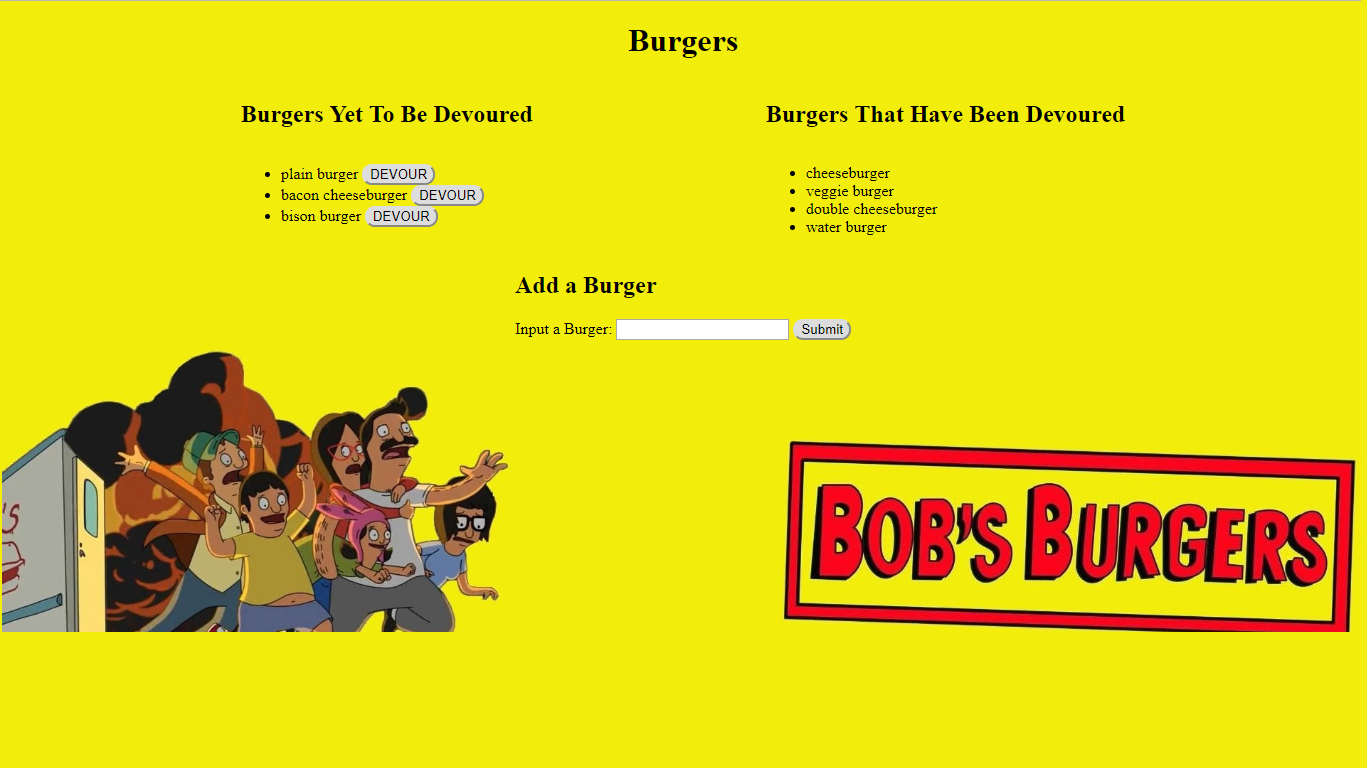 Burgers
Burgers Yet To Be Devoured
plain burger DEVOUR
bacon cheeseburger DEVOUR
bison burger DEVOUR
Burgers That Have Been Devoured
cheeseburger
veggie burger
double cheeseburger
water burger
Add a Burger
Input a Burger: Submit
BOB'S BURGERS